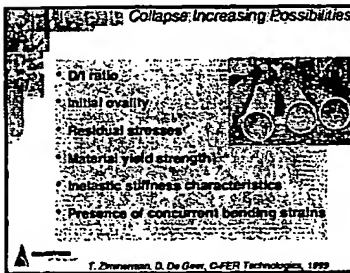 Collapse Increasing Possibilities
• D/t ratio
• Initial ovality
• Residual stresses
• Material yield strength
• Inelastic stiffness characteristics
• Presence of concurrent bending strains
T. Zimmerman, D. De Geer, C-FER Technologies, 1999